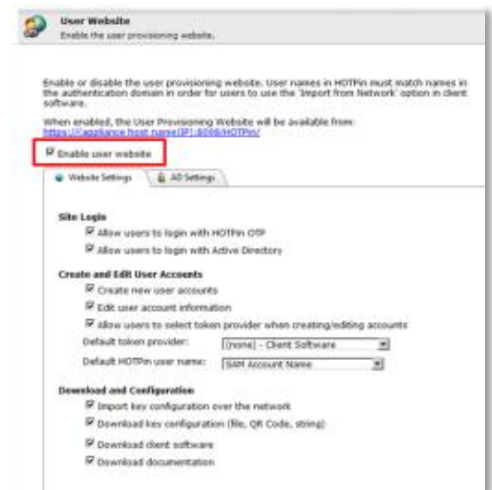 User Website
Enable the user provisioning website.
Enable or disable the user provisioning website. User names in HOTPin must match names in
the authentication domain in order for users to use the 'Import from Network' option in client
software.
When enabled, the User Provisioning Website will be available from:
https://[appliance host name|IP]:8098/HOTPin/
Enable user website
Website Settings
AD Settings
Site Login
Allow users to login with HOTPin OTP
Allow users to login with Active Directory
Create and Edit User Accounts
Create new user accounts
Edit user account information
Allow users to select token provider when creating/editing accounts
Default token provider: (none) - Client Software
Default HOTPin user name: SAM Account Name
Download and Configuration
Import key configuration over the network
Download key configuration (file, QR Code, string)
Download client software
Download documentation